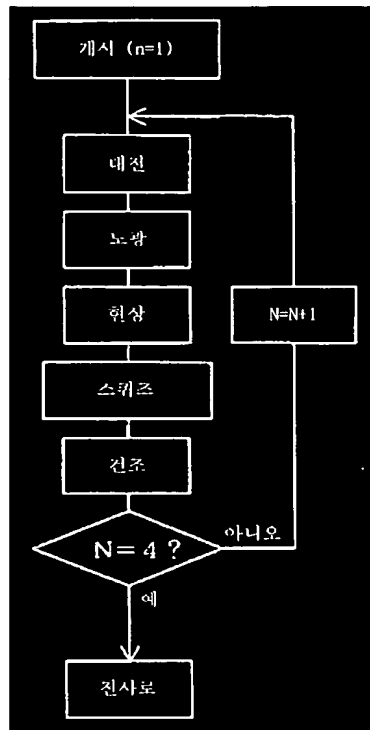 개시 (n=1)
대전
노광
현상
N=N+1
스퀴즈
건조
N=4 ?
아니오
예
전사로